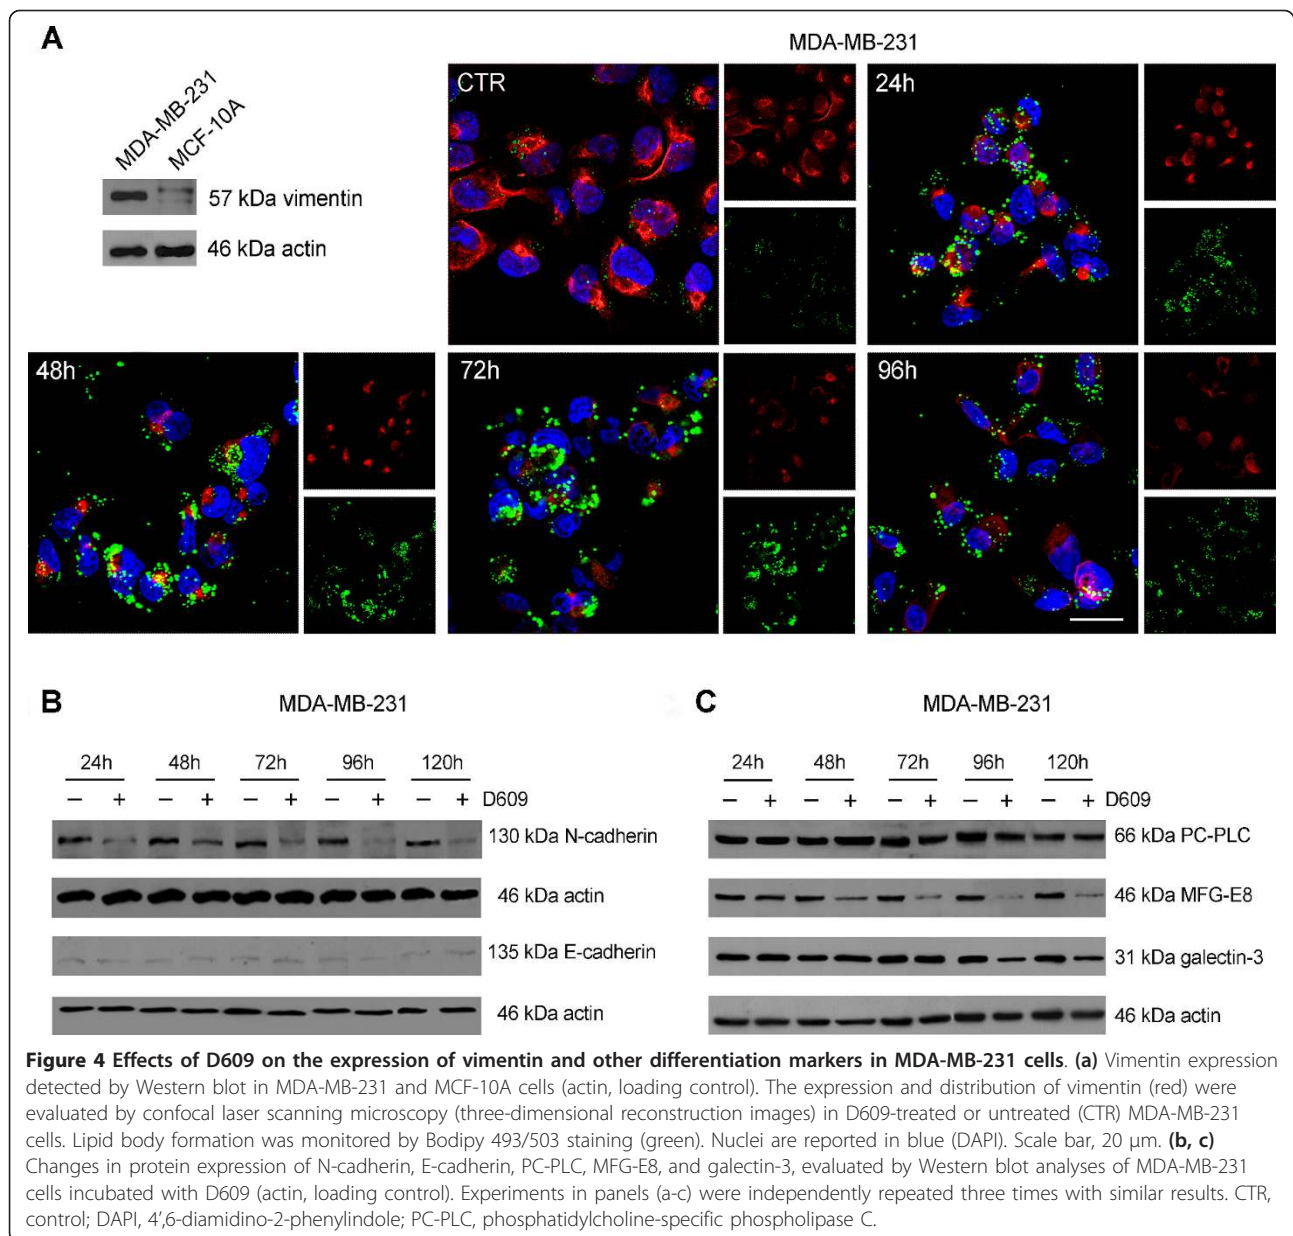 A
MDA-MB-231
MDA-MB-231
MCF-10A
57 kDa vimentin
46 kDa actin
CTR
24h
48h
72h
96h
B
MDA-MB-231
24h 48h 72h 96h 120h
– + – + – + – + – + D609
130 kDa N-cadherin
46 kDa actin
135 kDa E-cadherin
46 kDa actin
C
MDA-MB-231
24h 48h 72h 96h 120h
– + – + – + – + – + D609
66 kDa PC-PLC
46 kDa MFG-E8
31 kDa galectin-3
46 kDa actin
Figure 4 Effects of D609 on the expression of vimentin and other differentiation markers in MDA-MB-231 cells. (a) Vimentin expression
detected by Western blot in MDA-MB-231 and MCF-10A cells (actin, loading control). The expression and distribution of vimentin (red) were
evaluated by confocal laser scanning microscopy (three-dimensional reconstruction images) in D609-treated or untreated (CTR) MDA-MB-231
cells. Lipid body formation was monitored by Bodipy 493/503 staining (green). Nuclei are reported in blue (DAPI). Scale bar, 20 μm. (b, c)
Changes in protein expression of N-cadherin, E-cadherin, PC-PLC, MFG-E8, and galectin-3, evaluated by Western blot analyses of MDA-MB-231
cells incubated with D609 (actin, loading control). Experiments in panels (a-c) were independently repeated three times with similar results. CTR,
control; DAPI, 4′,6-diamidino-2-phenylindole; PC-PLC, phosphatidylcholine-specific phospholipase C.